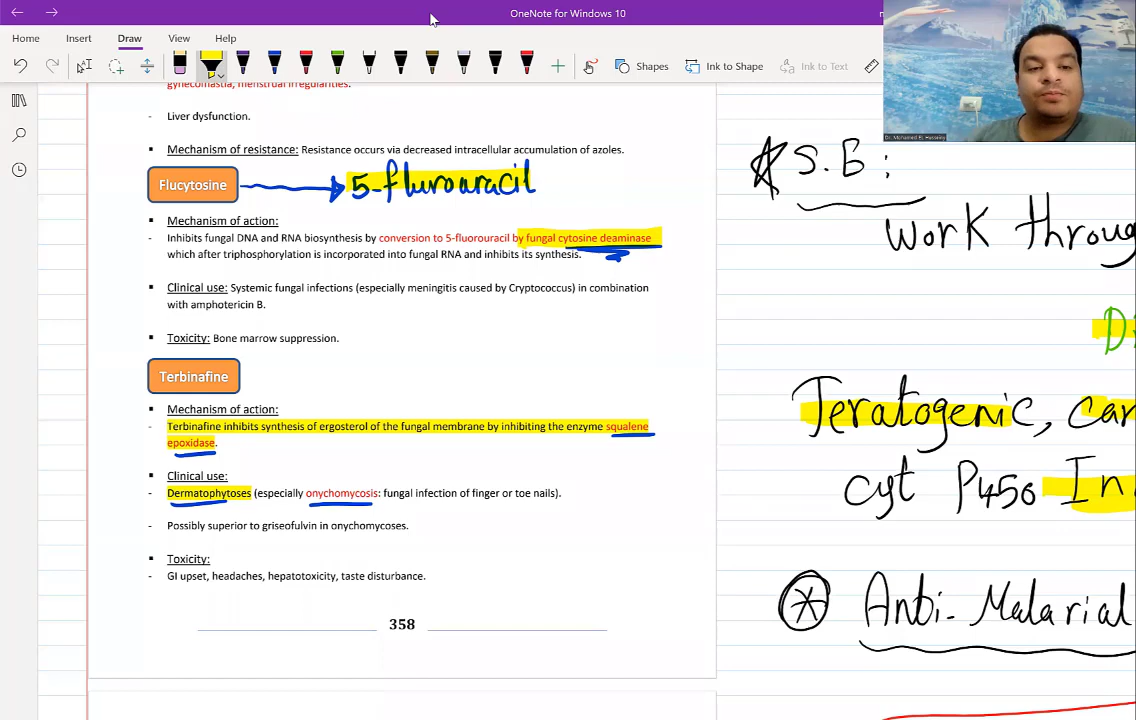 OneNote for Windows 10
Home Insert Draw View Help
Shapes Ink to Shape Ink to Text
gynecomastia, menstrual irregularities.
- Liver dysfunction.
▪ Mechanism of resistance: Resistance occurs via decreased intracellular accumulation of azoles.
Flucytosine
5-flurouracil
▪ Mechanism of action:
- Inhibits fungal DNA and RNA biosynthesis by conversion to 5-fluorouracil by fungal cytosine deaminase
which after triphosphorylation is incorporated into fungal RNA and inhibits its synthesis.
▪ Clinical use: Systemic fungal infections (especially meningitis caused by Cryptococcus) in combination
with amphotericin B.
▪ Toxicity: Bone marrow suppression.
Terbinafine
▪ Mechanism of action:
- Terbinafine inhibits synthesis of ergosterol of the fungal membrane by inhibiting the enzyme squalene
epoxidase.
▪ Clinical use:
- Dermatophytoses (especially onychomycosis: fungal infection of finger or toe nails).
- Possibly superior to griseofulvin in onychomycoses.
▪ Toxicity:
- GI upset, headaches, hepatotoxicity, taste disturbance.
358
Dr. Mohamed EL Husseiny
S.B:
Work throug
D
Teratogenic, car
cyt P450 In
Anti-Malarial